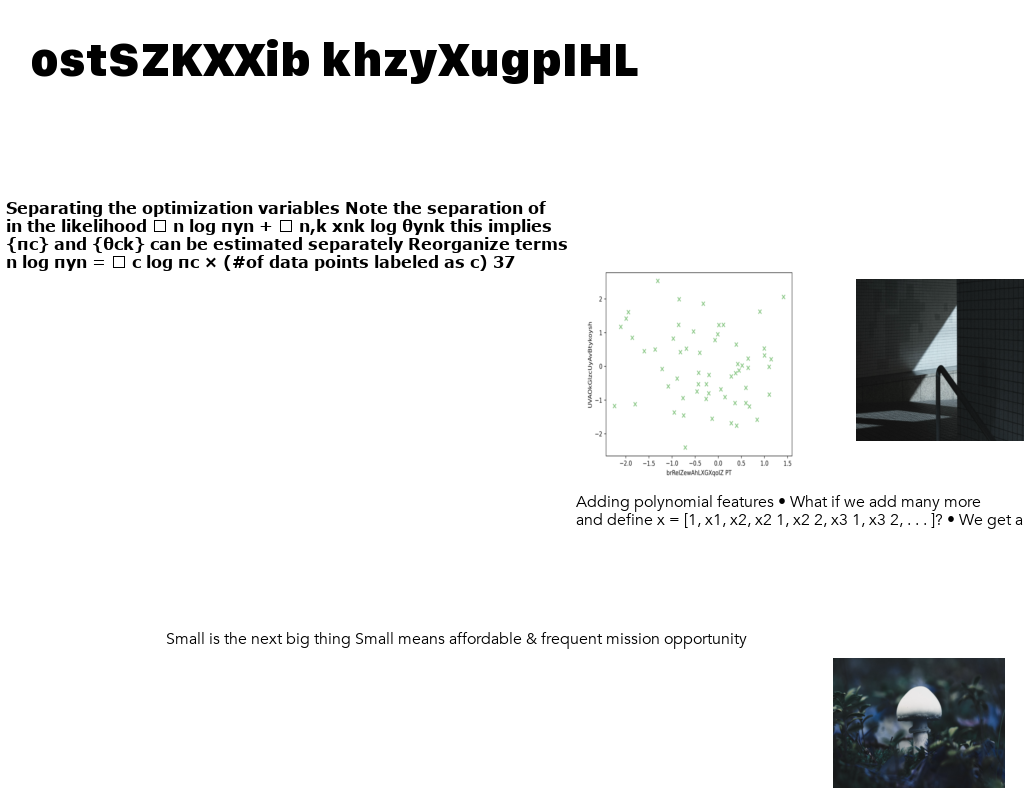 ostSZKXXib khzyXugpIHL
Separating the optimization variables Note the separation of
in the likelihood □ n log πyn + □ n,k xnk log θynk this implies
{πc} and {θck} can be estimated separately Reorganize terms
n log πyn = □ c log πc × (#of data points labeled as c) 37
2
1
0
−1
−2
−2.0 −1.5 −1.0 −0.5 0.0 0.5 1.0 1.5
Adding polynomial features • What if we add many more
and define x = [1, x1, x2, x2 1, x2 2, x3 1, x3 2, . . . ]? • We get a
Small is the next big thing Small means affordable & frequent mission opportunity